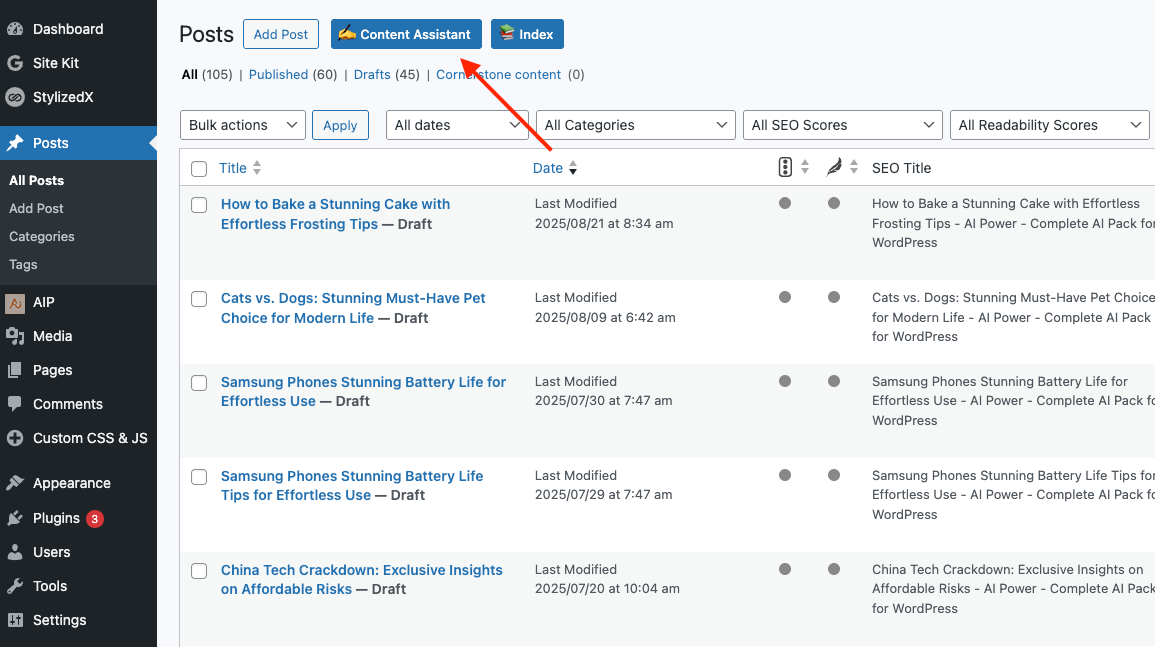 Dashboard
Site Kit
StylizedX
Posts
All Posts
Add Post
Categories
Tags
AIP
Media
Pages
Comments
Custom CSS & JS
Appearance
Plugins 3
Users
Tools
Settings
Posts Add Post ✍️ Content Assistant 📚 Index
All (105) | Published (60) | Drafts (45) | Cornerstone content (0)
Bulk actions Apply All dates All Categories All SEO Scores All Readability Scores
Title Date SEO Title
How to Bake a Stunning Cake with
Effortless Frosting Tips — Draft
Last Modified
2025/08/21 at 8:34 am
How to Bake a Stunning Cake with Effortless
Frosting Tips - AI Power - Complete AI Pack for
WordPress
Cats vs. Dogs: Stunning Must-Have Pet
Choice for Modern Life — Draft
Last Modified
2025/08/09 at 6:42 am
Cats vs. Dogs: Stunning Must-Have Pet Choice
for Modern Life - AI Power - Complete AI Pack
for WordPress
Samsung Phones Stunning Battery Life for
Effortless Use — Draft
Last Modified
2025/07/30 at 7:47 am
Samsung Phones Stunning Battery Life for
Effortless Use - AI Power - Complete AI Pack for
WordPress
Samsung Phones Stunning Battery Life
Tips for Effortless Use — Draft
Last Modified
2025/07/29 at 7:47 am
Samsung Phones Stunning Battery Life Tips for
Effortless Use - AI Power - Complete AI Pack for
WordPress
China Tech Crackdown: Exclusive Insights
on Affordable Risks — Draft
Last Modified
2025/07/20 at 10:04 am
China Tech Crackdown: Exclusive Insights on
Affordable Risks - AI Power - Complete AI Pack
for WordPress